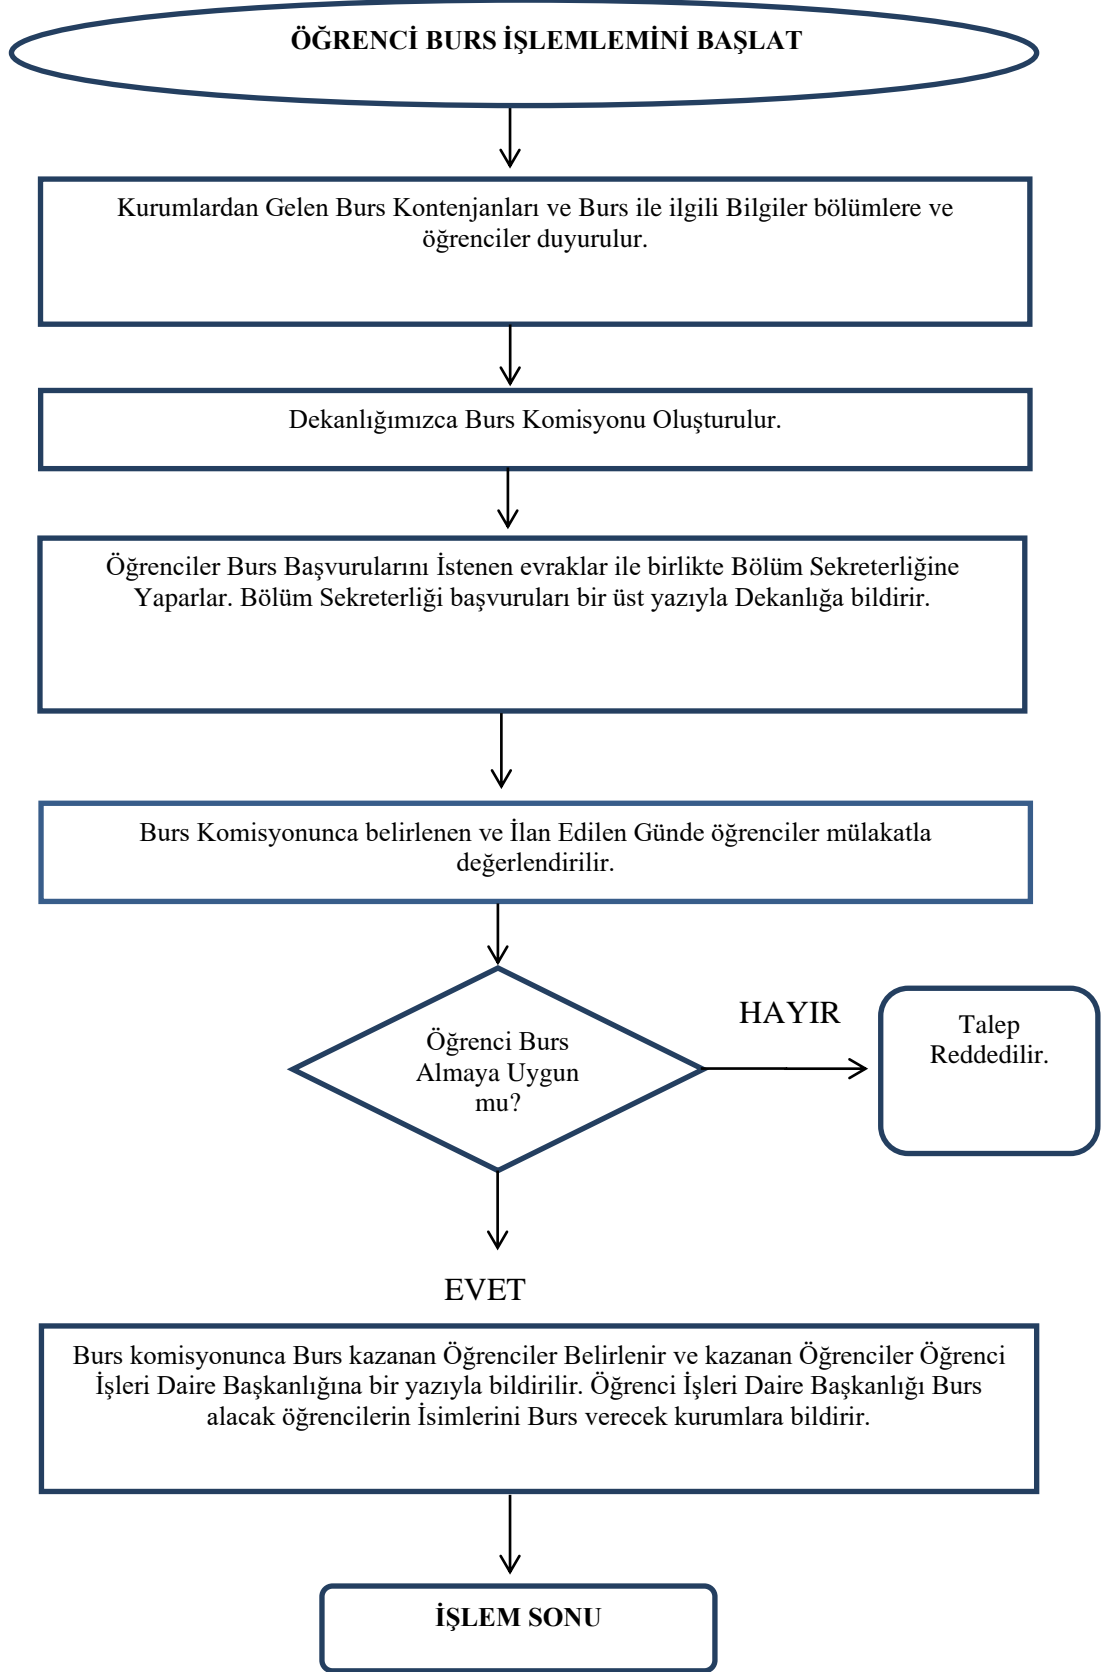 ÖĞRENCİ BURS İŞLEMLEMİNİ BAŞLAT
Kurumlardan Gelen Burs Kontenjanları ve Burs ile ilgili Bilgiler bölümlere ve
öğrenciler duyurulur.
Dekanlığımızca Burs Komisyonu Oluşturulur.
Öğrenciler Burs Başvurularını İstenen evraklar ile birlikte Bölüm Sekreterliğine
Yaparlar. Bölüm Sekreterliği başvuruları bir üst yazıyla Dekanlığa bildirir.
Burs Komisyonunca belirlenen ve İlan Edilen Günde öğrenciler mülakatla
değerlendirilir.
Öğrenci Burs
Almaya Uygun
mu?
HAYIR
Talep
Reddedilir.
EVET
Burs komisyonunca Burs kazanan Öğrenciler Belirlenir ve kazanan Öğrenciler Öğrenci
İşleri Daire Başkanlığına bir yazıyla bildirilir. Öğrenci İşleri Daire Başkanlığı Burs
alacak öğrencilerin İsimlerini Burs verecek kurumlara bildirir.
İŞLEM SONU